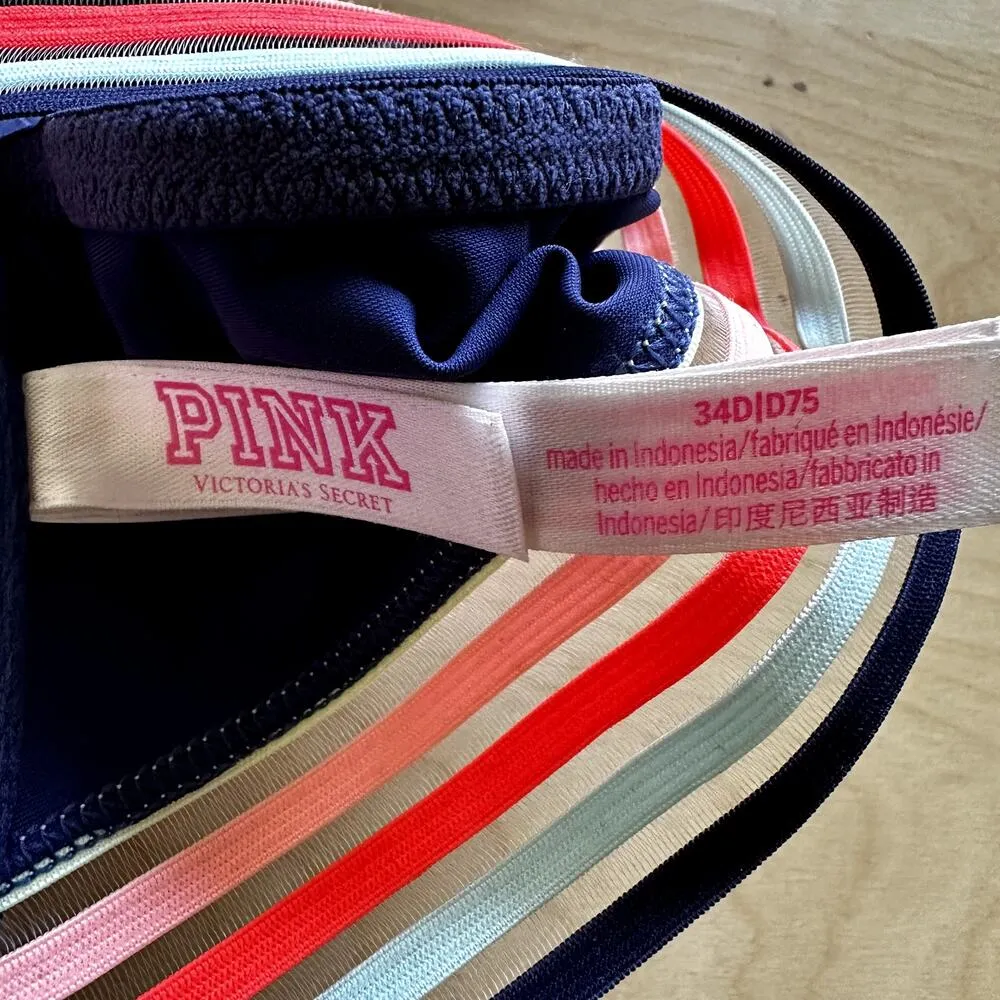 PINK
VICTORIA'S SECRET
34D|D75
made in Indonesia/fabriqué en Indonésie/
hecho en Indonesia/fabbricato in
Indonesia/印度尼西亚制造